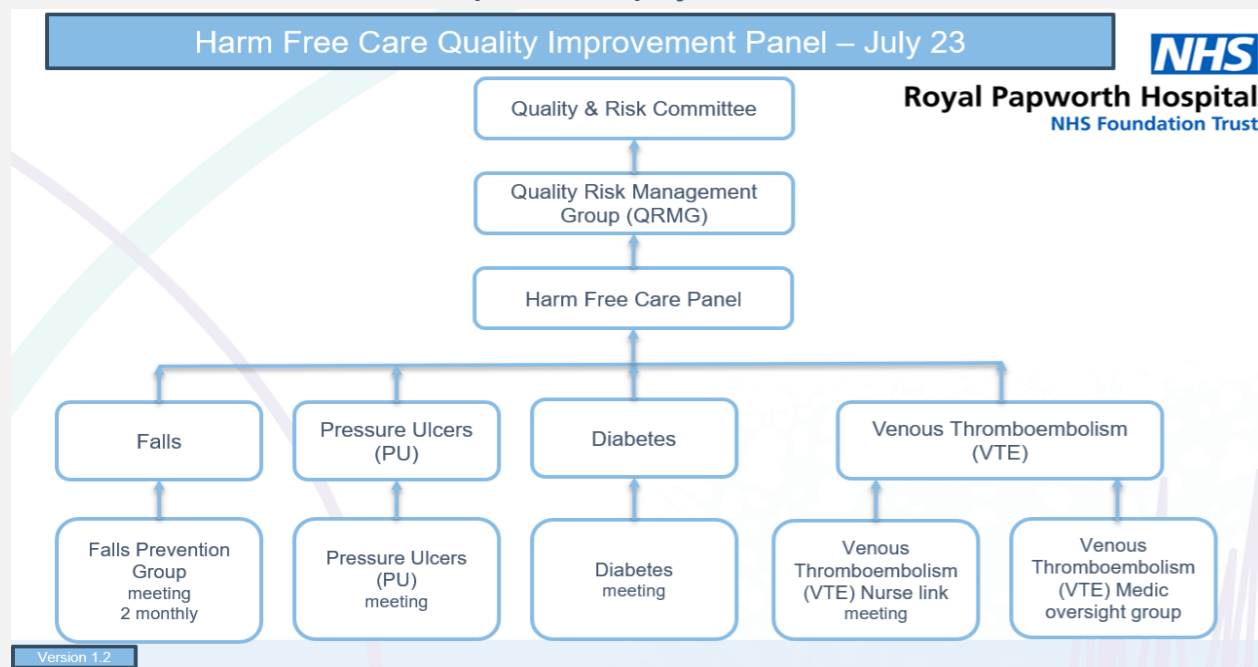 Harm Free Care Quality Improvement Panel – July 23
NHS
Royal Papworth Hospital
NHS Foundation Trust
Quality & Risk Committee
Quality Risk Management
Group (QRMG)
Harm Free Care Panel
Falls
Pressure Ulcers
(PU)
Diabetes
Venous Thromboembolism
(VTE)
Falls Prevention
Group
meeting
2 monthly
Pressure Ulcers
(PU)
meeting
Diabetes
meeting
Venous
Thromboembolism
(VTE) Nurse link
meeting
Venous
Thromboembolism
(VTE) Medic
oversight group
Version 1.2